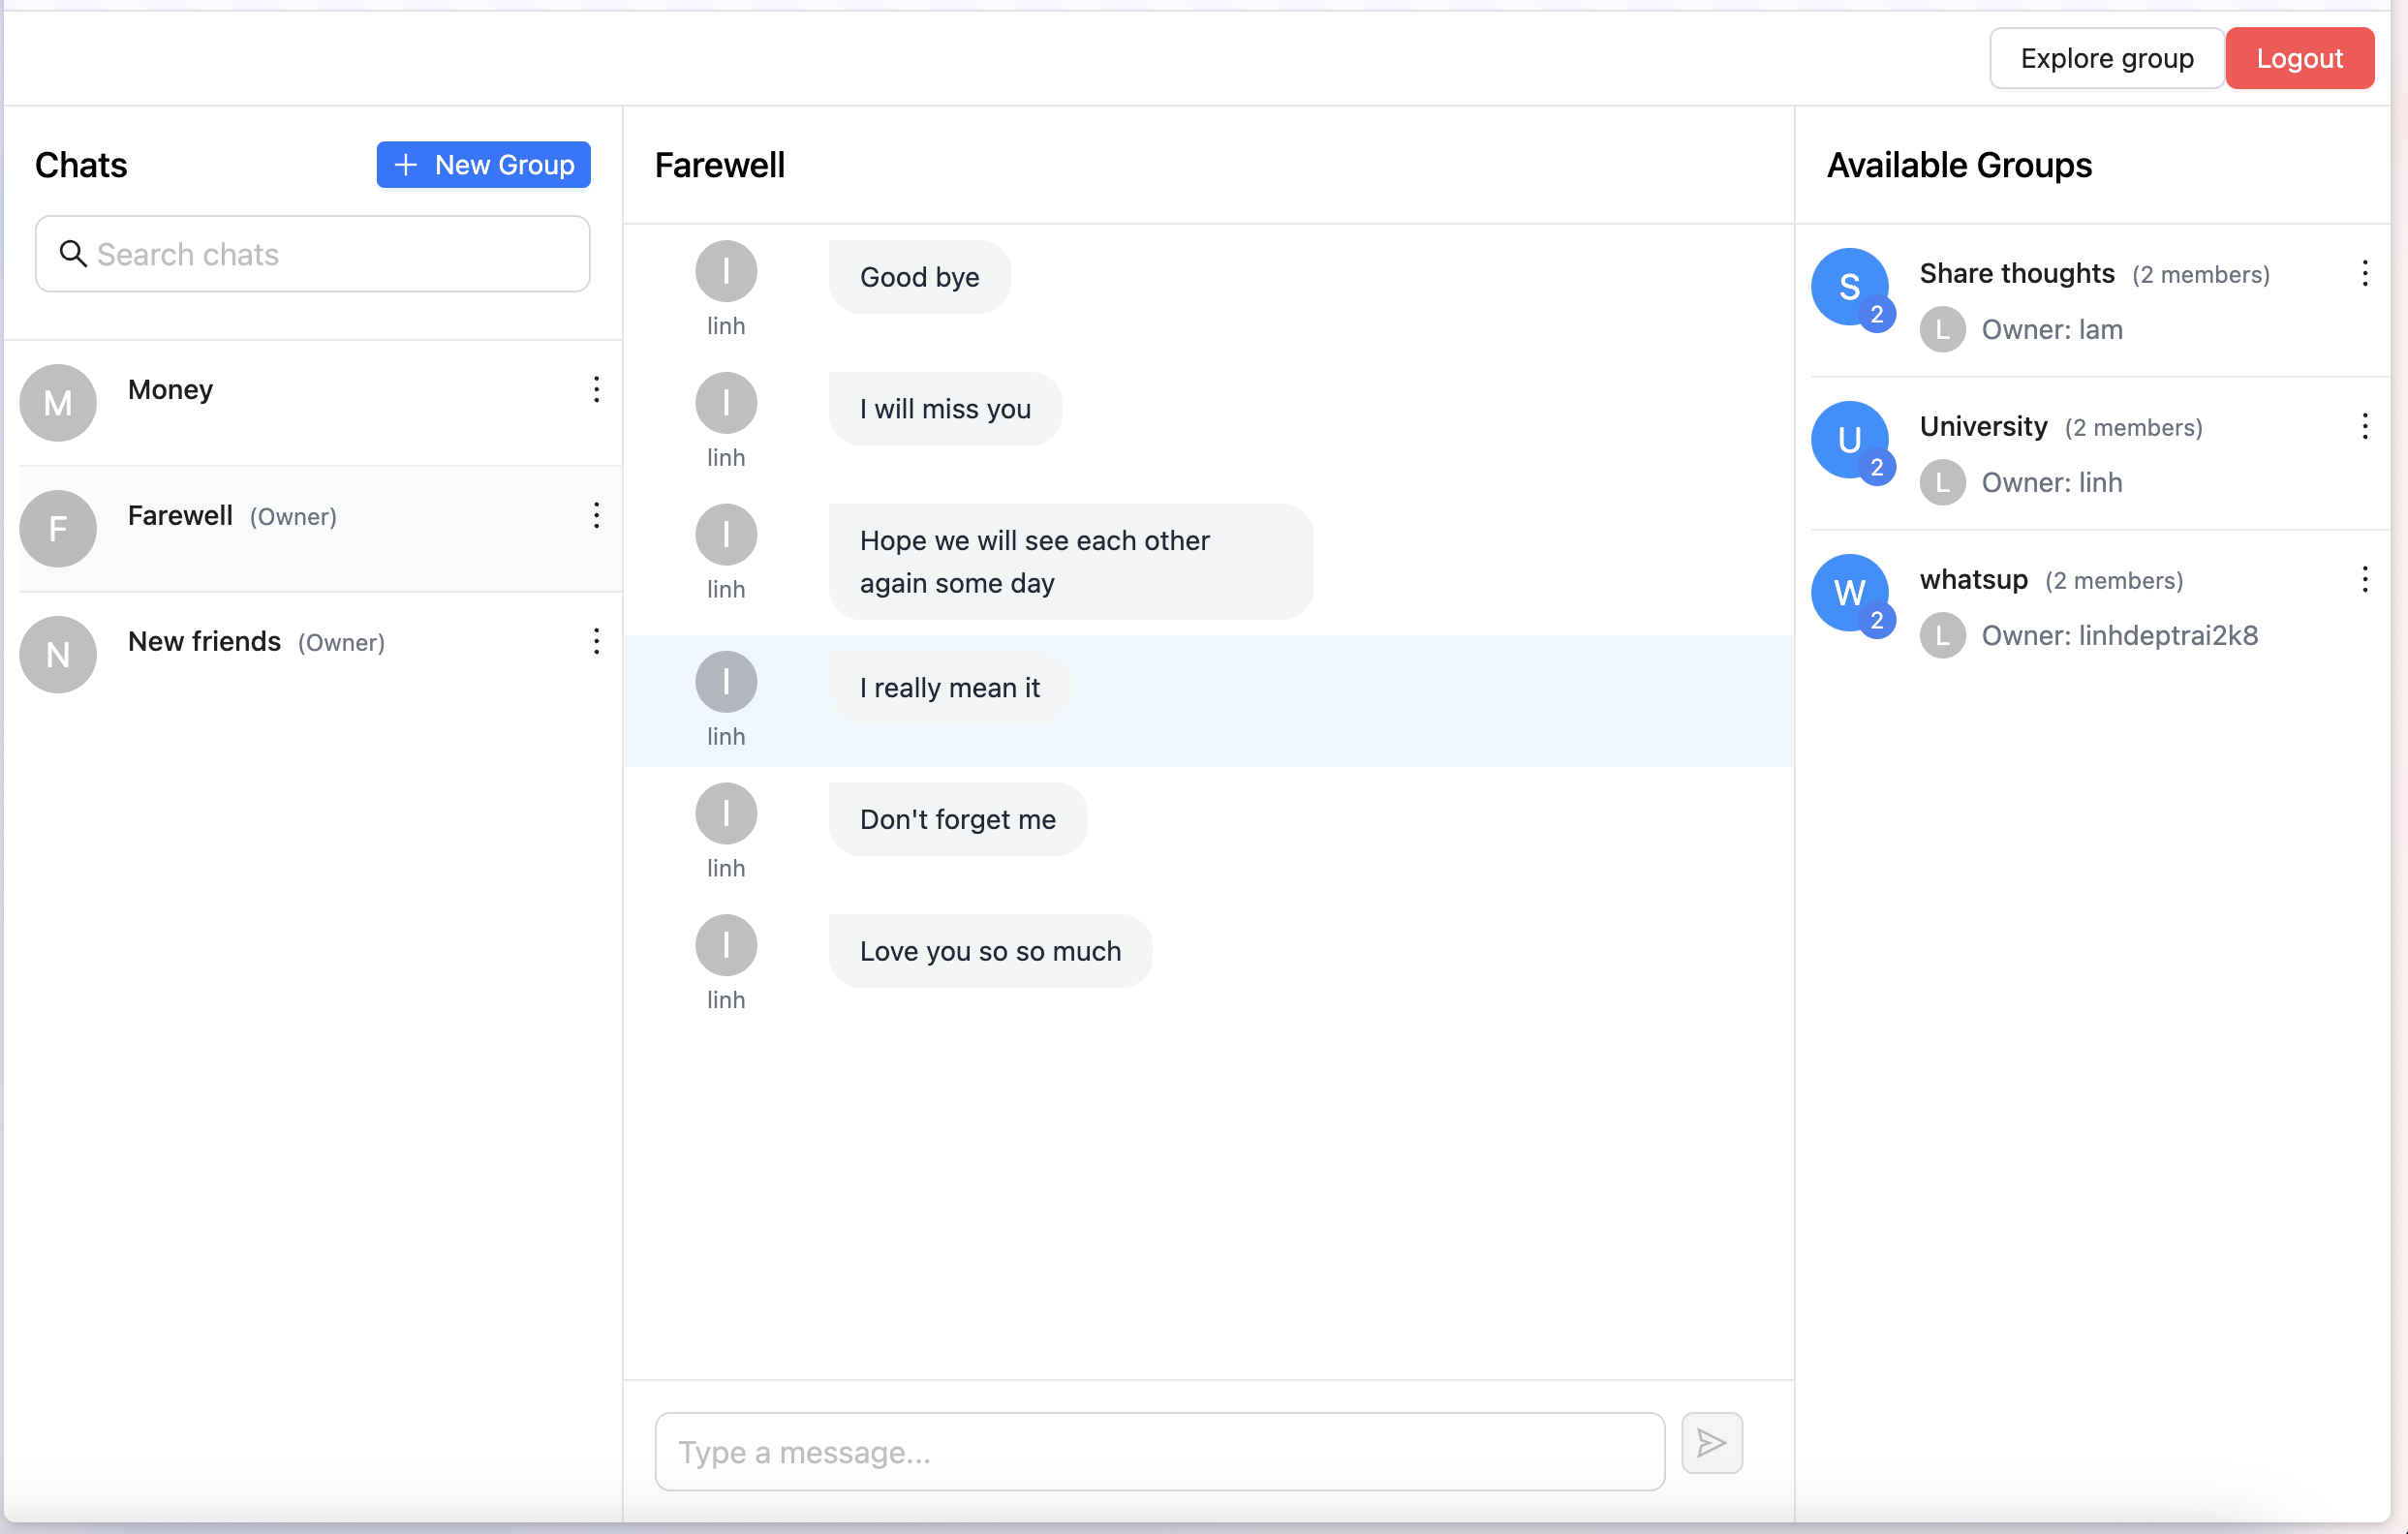 Explore group
Logout
Chats
+ New Group
Search chats
M
Money
F
Farewell (Owner)
N
New friends (Owner)
Farewell
l
Good bye
linh
l
I will miss you
linh
l
Hope we will see each other
again some day
linh
l
I really mean it
linh
l
Don't forget me
linh
l
Love you so so much
linh
Type a message...
Available Groups
S
2
Share thoughts (2 members)
L
Owner: lam
U
2
University (2 members)
L
Owner: linh
W
2
whatsup (2 members)
L
Owner: linhdeptrai2k8